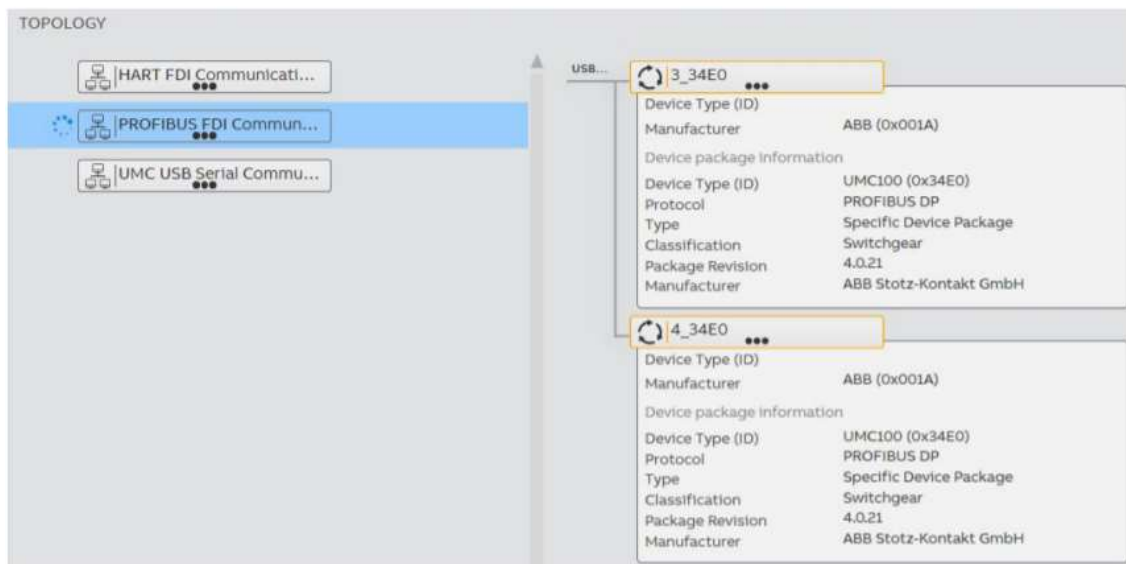 TOPOLOGY
HART FDI Communicati...
PROFIBUS FDI Commun...
UMC USB Serial Commu...
USB...
3_34E0
Device Type (ID)
Manufacturer ABB (0x001A)
Device package information
Device Type (ID) UMC100 (0x34E0)
Protocol PROFIBUS DP
Type Specific Device Package
Classification Switchgear
Package Revision 4.0.21
Manufacturer ABB Stotz-Kontakt GmbH
4_34E0
Device Type (ID)
Manufacturer ABB (0x001A)
Device package information
Device Type (ID) UMC100 (0x34E0)
Protocol PROFIBUS DP
Type Specific Device Package
Classification Switchgear
Package Revision 4.0.21
Manufacturer ABB Stotz-Kontakt GmbH